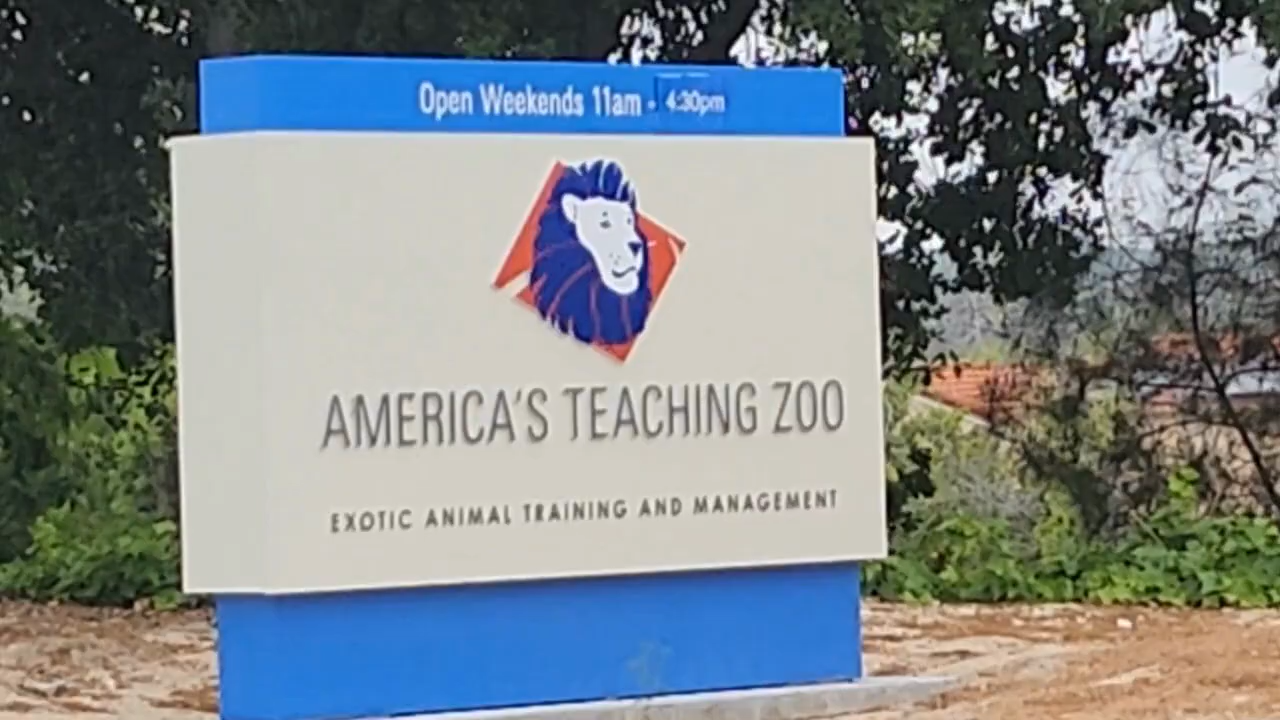 Open Weekends 11am - 4:30pm
AMERICA'S TEACHING ZOO
EXOTIC ANIMAL TRAINING AND MANAGEMENT